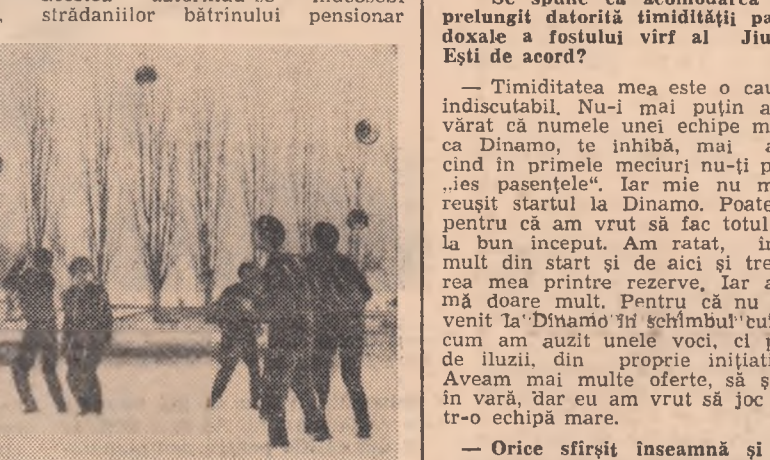 strădaniilor bătrinului pensionar
prelungit datorită timidității pa
doxale a fostului vîrf al Jiu
Ești de acord?
— Timiditatea mea este o cau
indiscutabil. Nu-i mai puțin a
vărat că numele unei echipe m
ca Dinamo, te inhibă, mai a
cind în primele meciuri nu-ți p
„ies pasențele“. Iar mie nu m
reușit startul la Dinamo. Poate
pentru că am vrut să fac totul
la bun inceput. Am ratat, în
mult din start și de aici și tre
rea mea printre rezerve. Iar a
mă doare mult. Pentru că nu
venit la Dinamo în schimbul cui
cum am auzit unele voci, ci p
de iluzii, din proprie inițiati
Aveam mai multe oferte, să ș
în vară, dar eu am vrut să joc
tr-o echipă mare.
— Orice sfîrșit înseamnă și